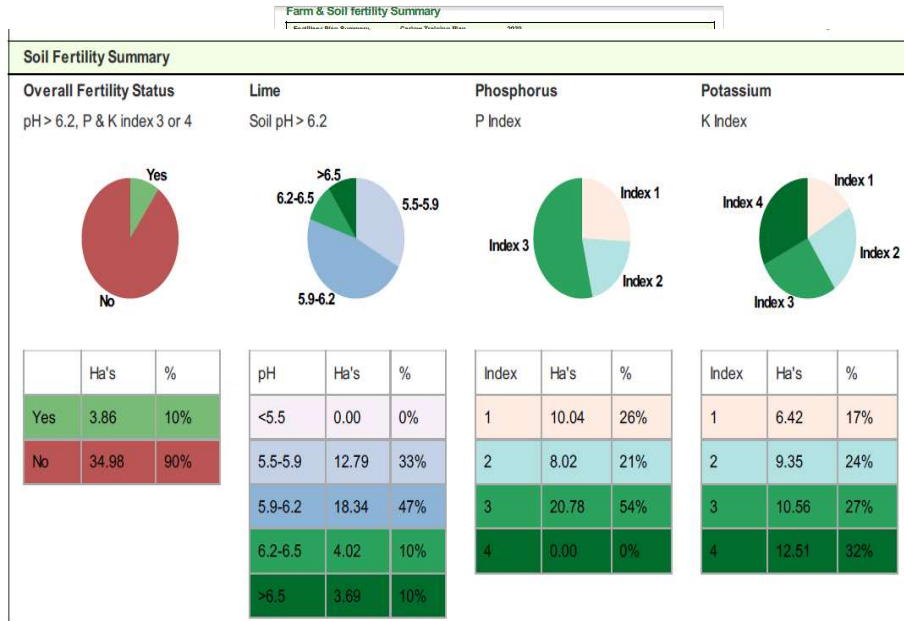 Farm & Soil fertility Summary
Soil Fertility Summary
Overall Fertility Status
pH > 6.2, P & K index 3 or 4
Yes
No
Ha's %
Yes 3.86 10%
No 34.98 90%
Lime
Soil pH > 6.2
>6.5
6.2-6.5
5.5-5.9
5.9-6.2
pH Ha's %
<5.5 0.00 0%
5.5-5.9 12.79 33%
5.9-6.2 18.34 47%
6.2-6.5 4.02 10%
>6.5 3.69 10%
Phosphorus
P Index
Index 1
Index 3
Index 2
Index Ha's %
1 10.04 26%
2 8.02 21%
3 20.78 54%
4 0.00 0%
Potassium
K Index
Index 1
Index 4
Index 2
Index 3
Index Ha's %
1 6.42 17%
2 9.35 24%
3 10.56 27%
4 12.51 32%